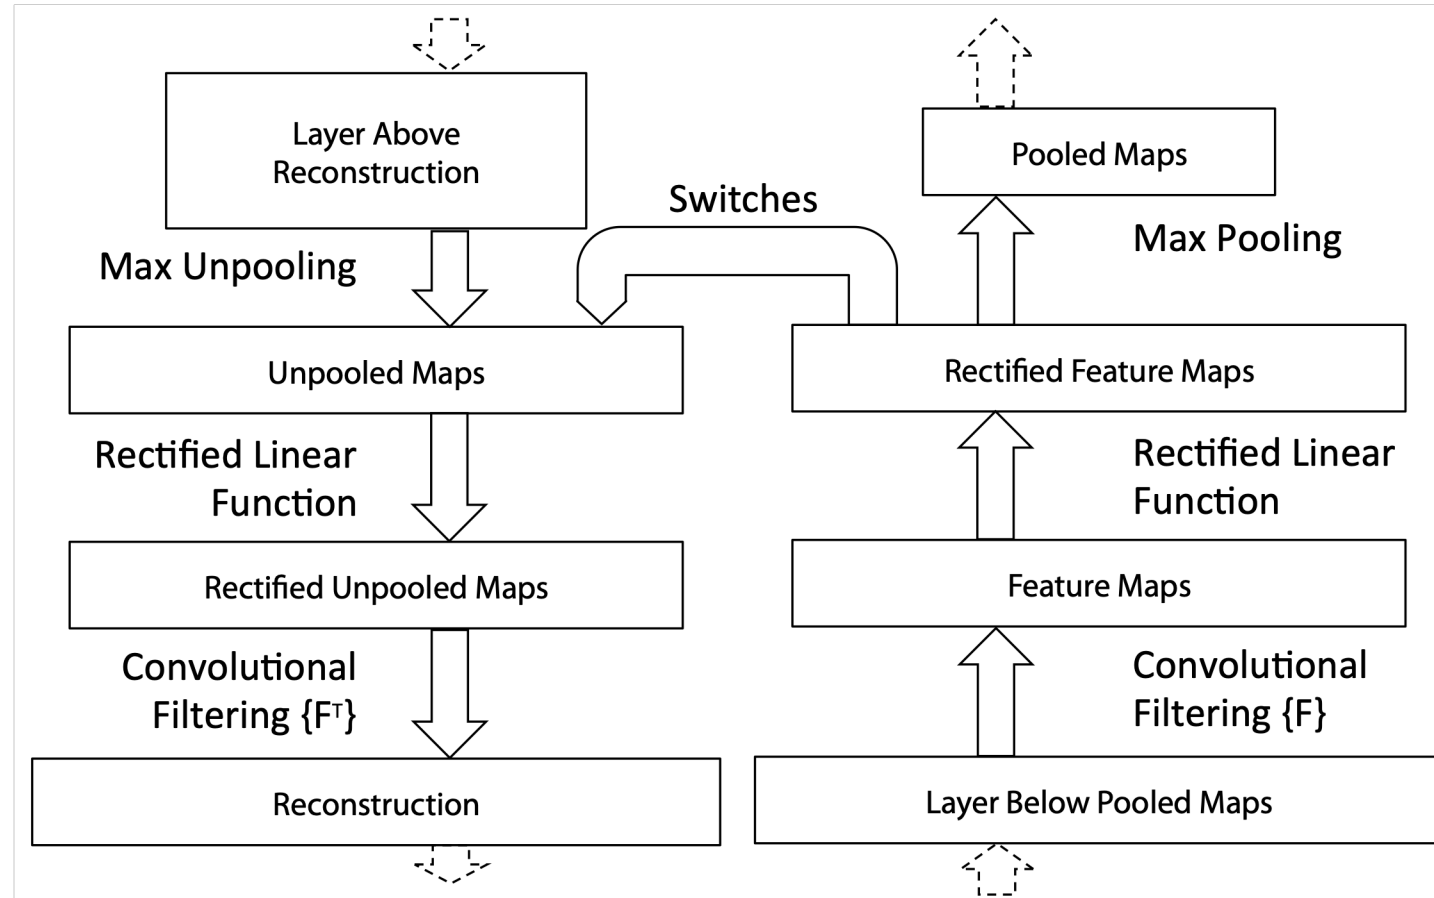 Layer Above
Reconstruction
Pooled Maps
Switches
Max Unpooling
Max Pooling
Unpooled Maps
Rectified Feature Maps
Rectified Linear
Function
Rectified Linear
Function
Rectified Unpooled Maps
Feature Maps
Convolutional
Filtering {Fᵀ}
Convolutional
Filtering {F}
Reconstruction
Layer Below Pooled Maps